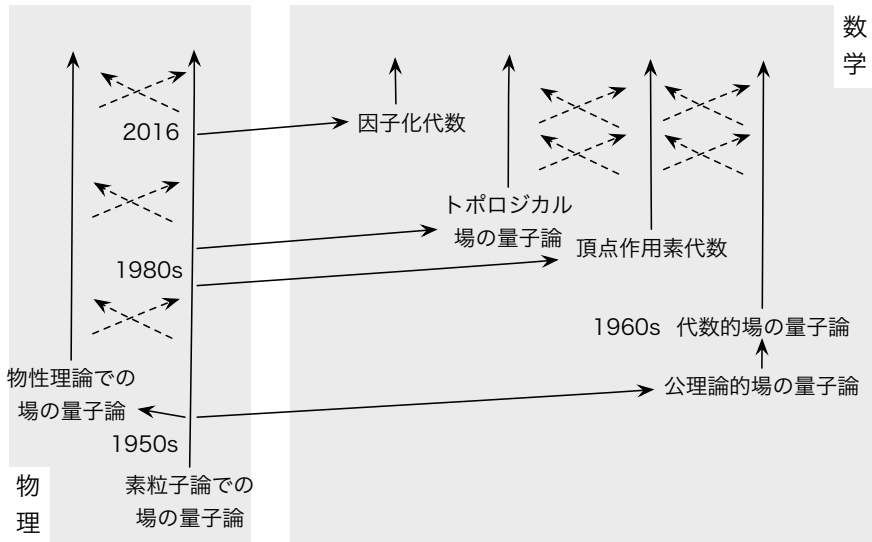 数
学
2016
因子化代数
トポロジカル
場の量子論
頂点作用素代数
1980s
1960s 代数的場の量子論
物性理論での
場の量子論
公理論的場の量子論
1950s
素粒子論での
場の量子論
物
理